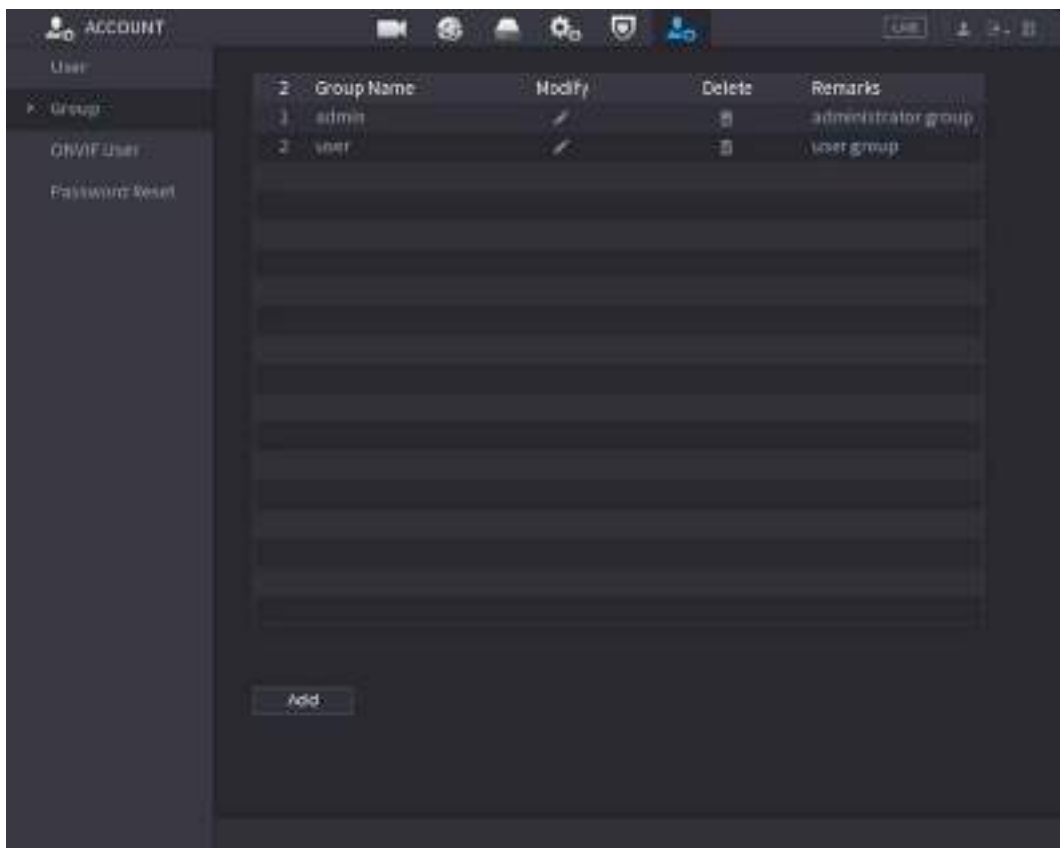 ACCOUNT LIVE
User
Group
ONVIF User
Password Reset
2 Group Name Modify Delete Remarks
1 admin administrator group
2 user user group
Add